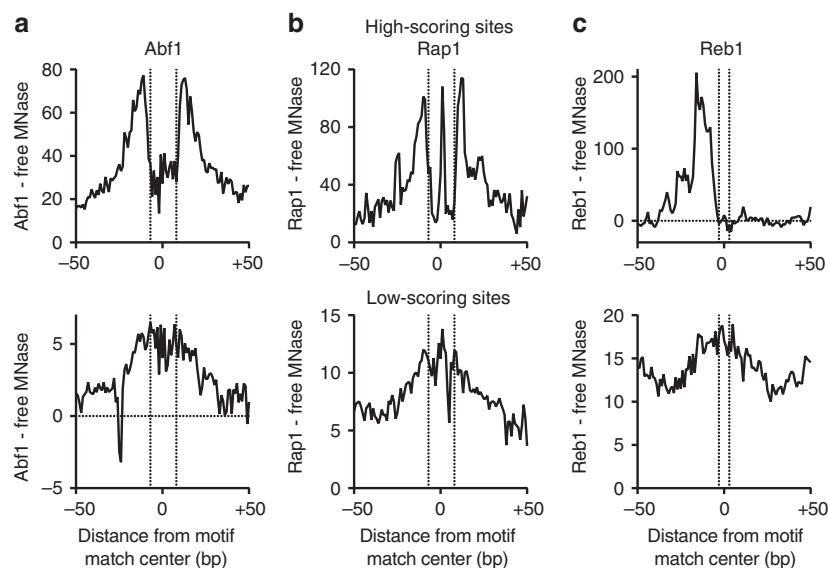 a
b
c
High-scoring sites
Abf1
Rap1
Reb1
Abf1 - free MNase
80
60
40
20
0
−50
0
+50
Rap1 - free MNase
120
80
40
0
−50
0
+50
Reb1 - free MNase
200
100
0
−50
0
+50
Low-scoring sites
Abf1 - free MNase
5
0
−5
−50
0
+50
Distance from motif
match center (bp)
Rap1 - free MNase
15
10
5
0
−50
0
+50
Distance from motif
match center (bp)
Reb1 - free MNase
20
15
10
5
0
−50
0
+50
Distance from motif
match center (bp)